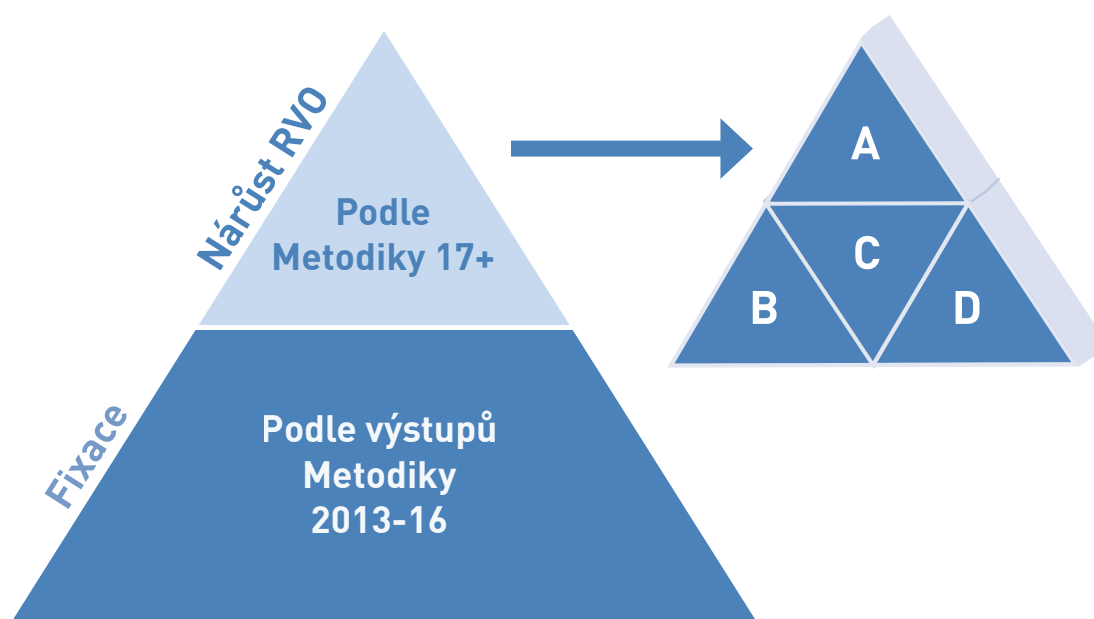 Nárůst RVO
Podle
Metodiky 17+
Fixace
Podle výstupů
Metodiky
2013-16
A
B
C
D